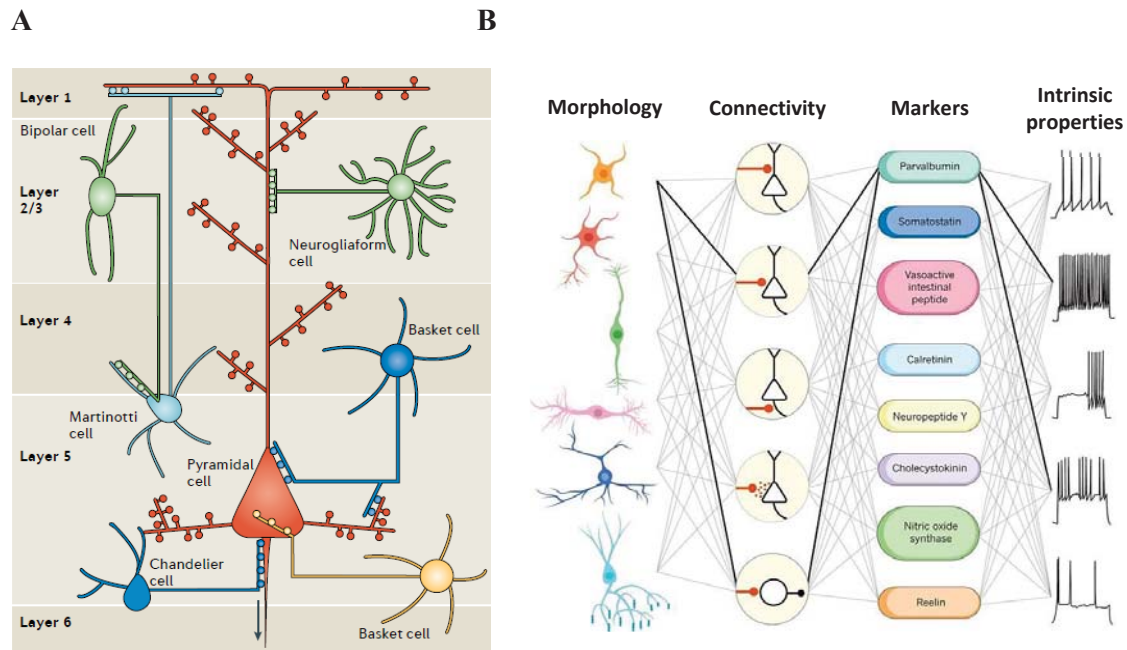 A
B
Layer 1
Bipolar cell
Layer
2/3
Neurogliaform
cell
Layer 4
Basket cell
Martinotti
cell
Layer 5
Pyramidal
cell
Chandelier
cell
Layer 6
Basket cell
Morphology
Connectivity
Markers
Intrinsic
properties
Parvalbumin
Somatostatin
Vasoactive
intestinal
peptide
Calretinin
Neuropeptide Y
Cholecystokinin
Nitric oxide
synthase
Reelin